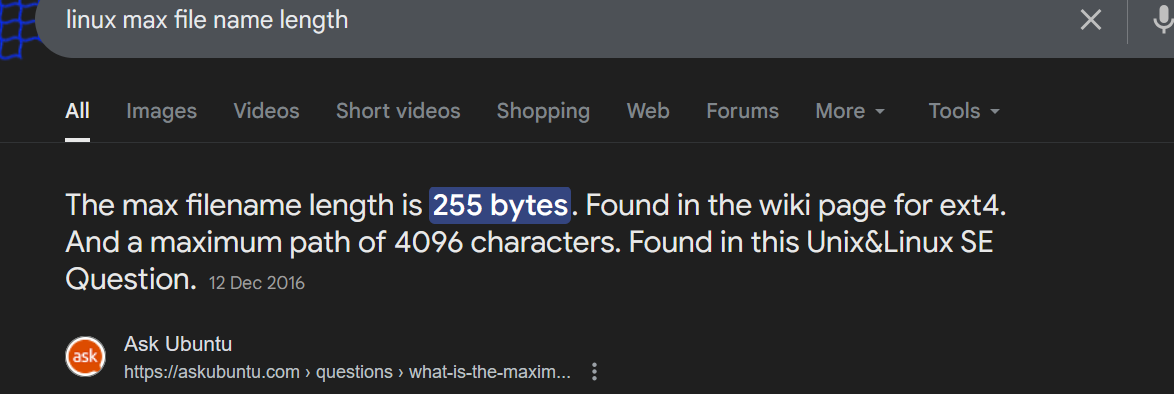 linux max file name length
All Images Videos Short videos Shopping Web Forums More Tools
The max filename length is 255 bytes. Found in the wiki page for ext4.
And a maximum path of 4096 characters. Found in this Unix&Linux SE
Question. 12 Dec 2016
ask
Ask Ubuntu
https://askubuntu.com › questions › what-is-the-maxim...